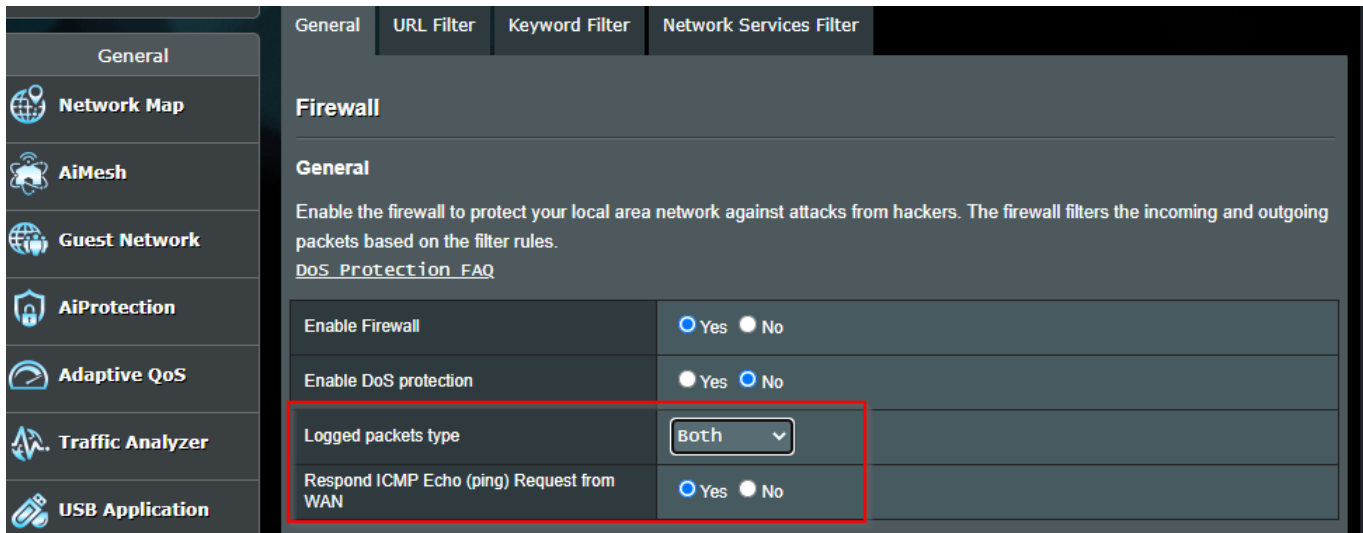 General
Network Map
AiMesh
Guest Network
AiProtection
Adaptive QoS
Traffic Analyzer
USB Application
General URL Filter Keyword Filter Network Services Filter
Firewall
General
Enable the firewall to protect your local area network against attacks from hackers. The firewall filters the incoming and outgoing
packets based on the filter rules.
DoS Protection FAQ
Enable Firewall Yes No
Enable DoS protection Yes No
Logged packets type Both
Respond ICMP Echo (ping) Request from
WAN Yes No